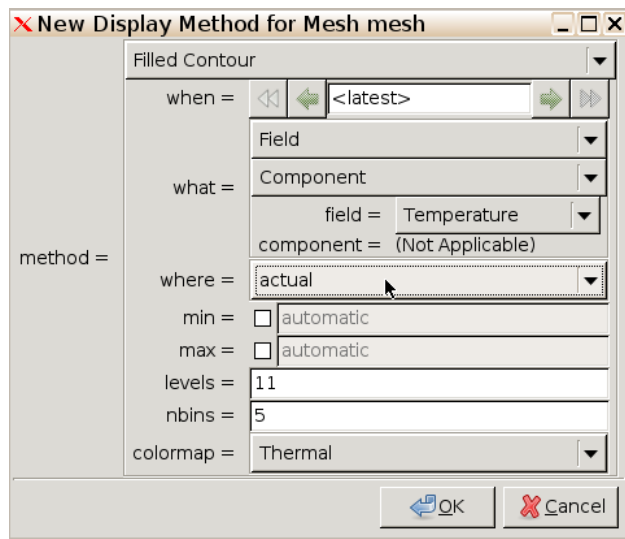 New Display Method for Mesh mesh
Filled Contour
when = <latest>
Field
what = Component
field = Temperature
component = (Not Applicable)
method =
where = actual
min = automatic
max = automatic
levels = 11
nbins = 5
colormap = Thermal
OK Cancel